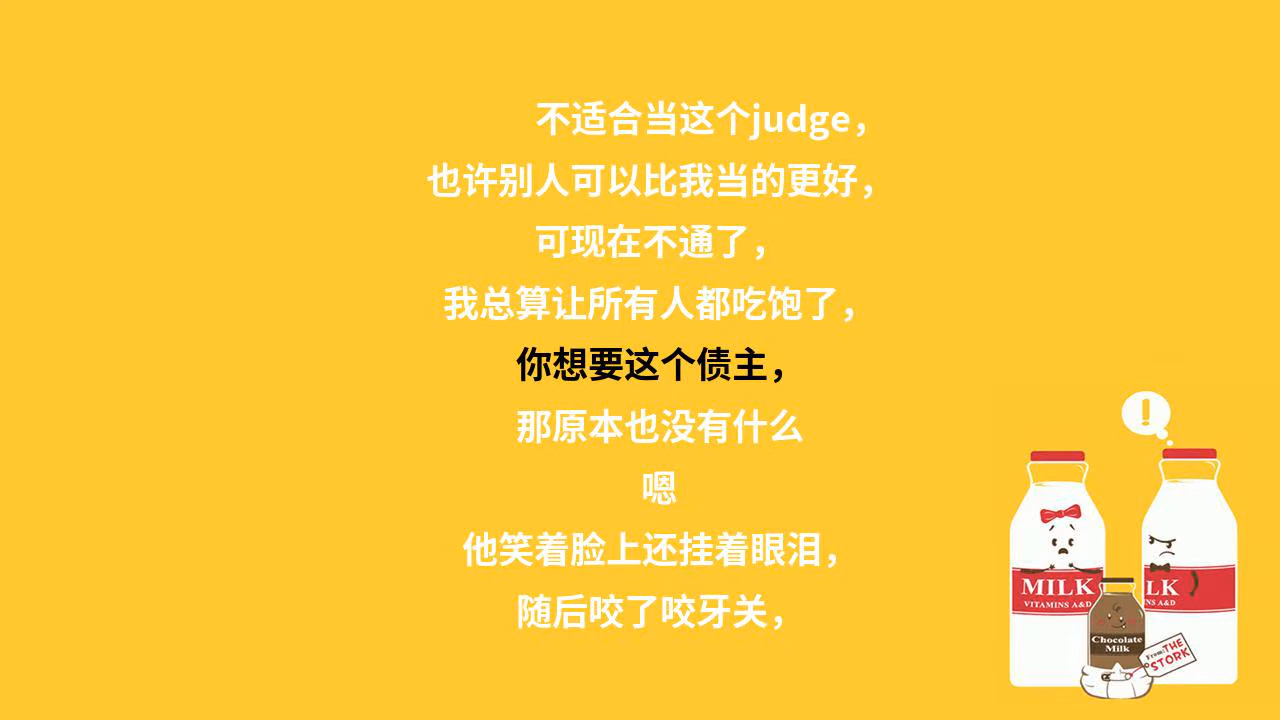 不适合当这个judge，
也许别人可以比我当的更好，
可现在不通了，
我总算让所有人都吃饱了，
你想要这个债主，
那原本也没有什么
嗯
他笑着脸上还挂着眼泪，
随后咬了咬牙关，
!
MILK
VITAMINS A&D
LK
NS A&D
Chocolate
Milk
From: THE
STORK